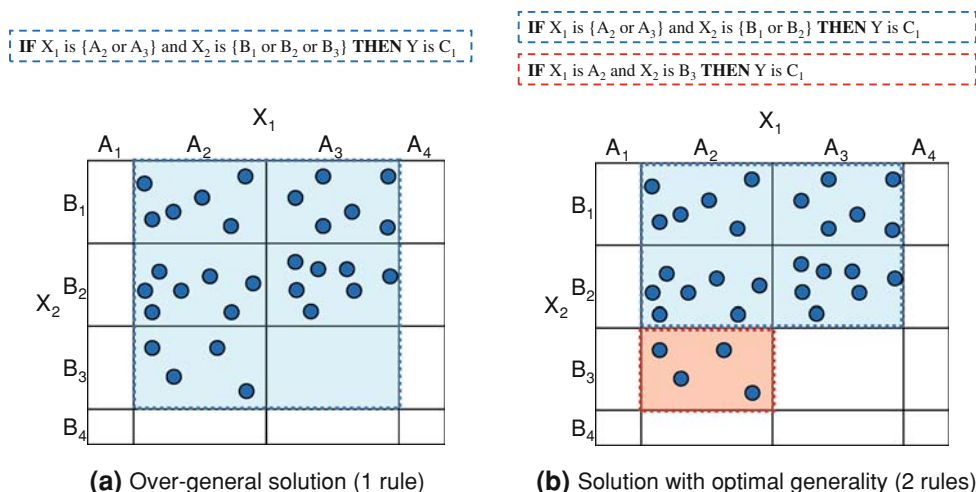 IF X₁ is {A₂ or A₃} and X₂ is {B₁ or B₂ or B₃} THEN Y is C₁
X₁
A₁ A₂ A₃ A₄
B₁
B₂
X₂
B₃
B₄
(a) Over-general solution (1 rule)
IF X₁ is {A₂ or A₃} and X₂ is {B₁ or B₂} THEN Y is C₁
IF X₁ is A₂ and X₂ is B₃ THEN Y is C₁
X₁
A₁ A₂ A₃ A₄
B₁
B₂
X₂
B₃
B₄
(b) Solution with optimal generality (2 rules)